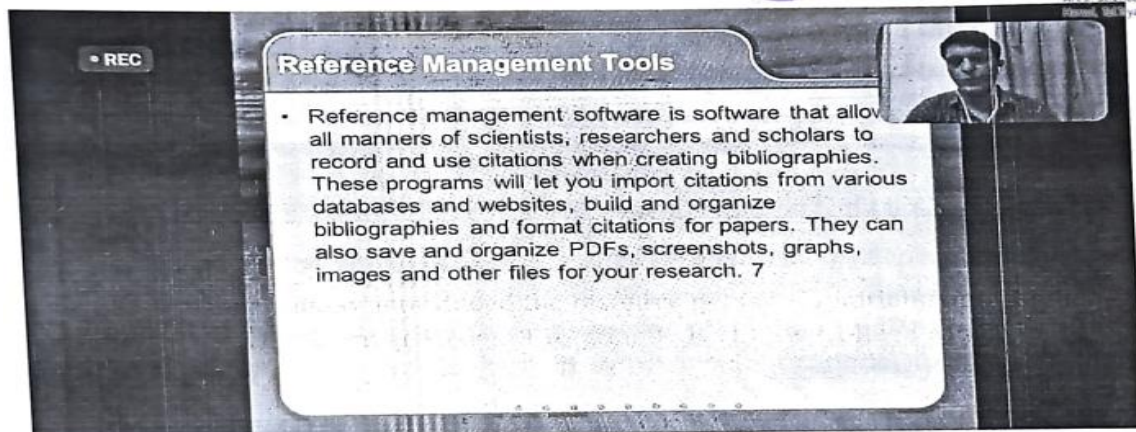 • REC
Reference Management Tools
• Reference management software is software that allow
all manners of scientists, researchers and scholars to
record and use citations when creating bibliographies.
These programs will let you import citations from various
databases and websites, build and organize
bibliographies and format citations for papers. They can
also save and organize PDFs, screenshots, graphs,
images and other files for your research. 7